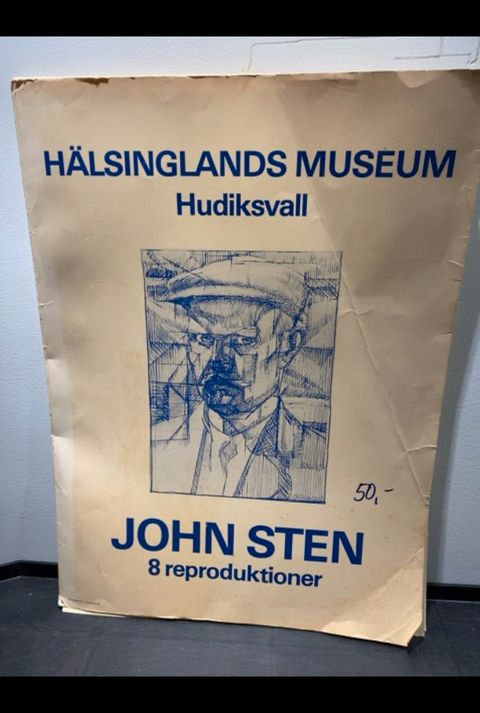 HÄLSINGLANDS MUSEUM
Hudiksvall
50,-
JOHN STEN
8 reproduktioner